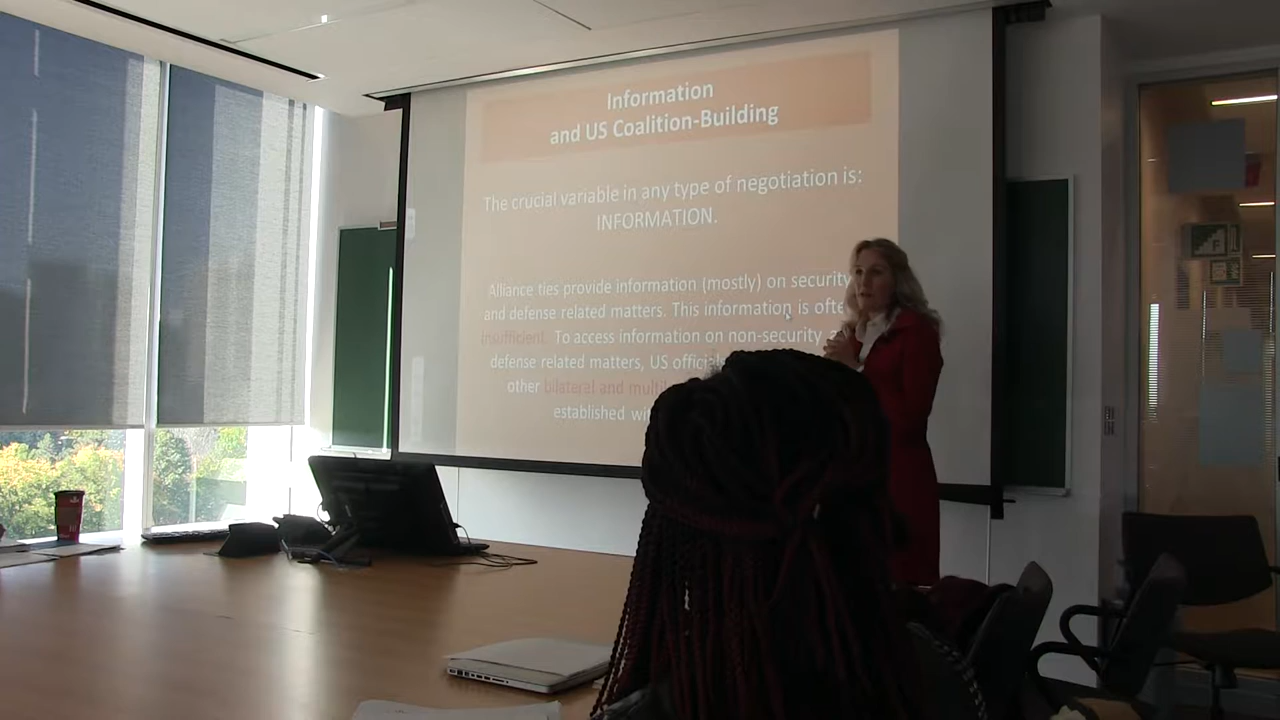 Information
and US Coalition-Building
The crucial variable in any type of negotiation is:
INFORMATION.
Alliance ties provide information (mostly) on security
and defense related matters. This information is ofte
insufficient. To access information on non-security
defense related matters, US officials
other bilateral and multil
established wit